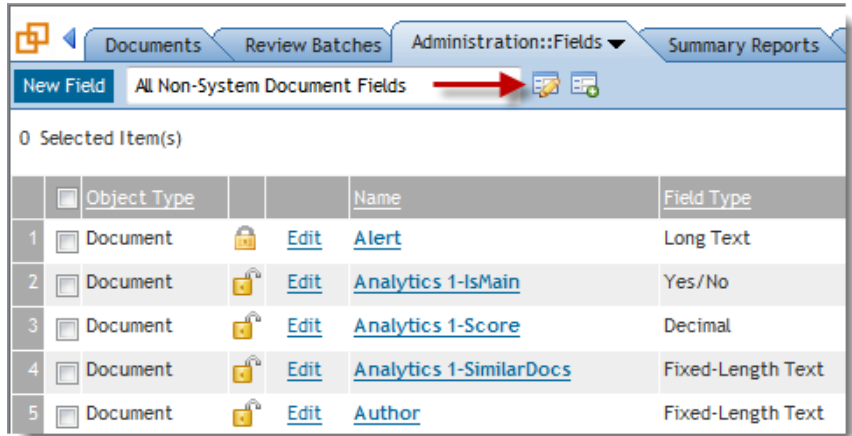 Documents Review Batches Administration::Fields Summary Reports
New Field All Non-System Document Fields
0 Selected Item(s)
Object Type Name Field Type
1 Document Edit Alert Long Text
2 Document Edit Analytics 1-IsMain Yes/No
3 Document Edit Analytics 1-Score Decimal
4 Document Edit Analytics 1-SimilarDocs Fixed-Length Text
5 Document Edit Author Fixed-Length Text